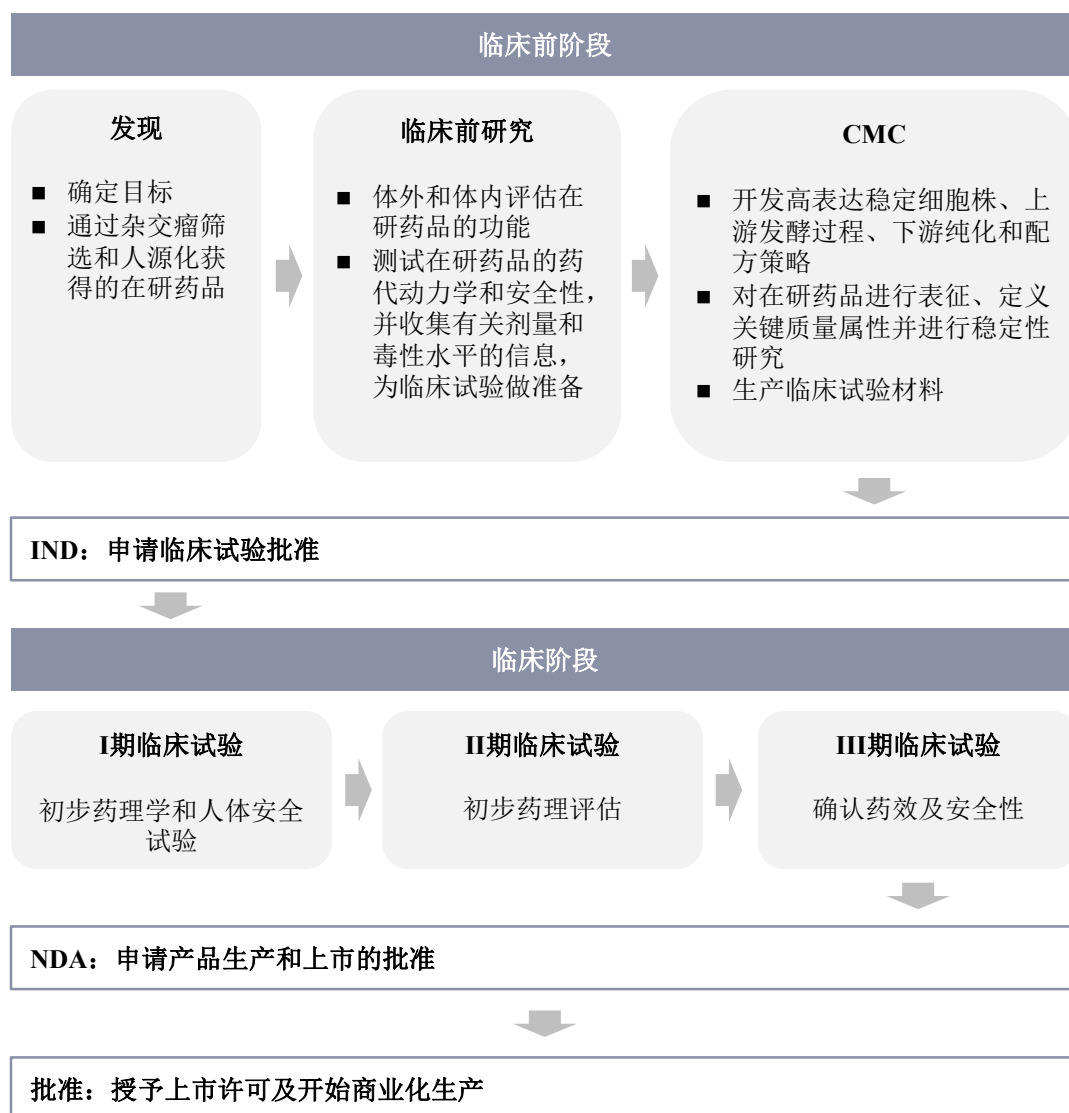 临床前阶段
发现
■ 确定目标
■ 通过杂交瘤筛
选和人源化获
得的在研药品
临床前研究
■ 体外和体内评估在
研药品的功能
■ 测试在研药品的药
代动力学和安全性,
并收集有关剂量和
毒性水平的信息,
为临床试验做准备
CMC
■ 开发高表达稳定细胞株、上
游发酵过程、下游纯化和配
方策略
■ 对在研药品进行表征、定义
关键质量属性并进行稳定性
研究
■ 生产临床试验材料
IND：申请临床试验批准
临床阶段
I期临床试验
初步药理学和人体安全
试验
II期临床试验
初步药理评估
III期临床试验
确认药效及安全性
NDA：申请产品生产和上市的批准
批准：授予上市许可及开始商业化生产